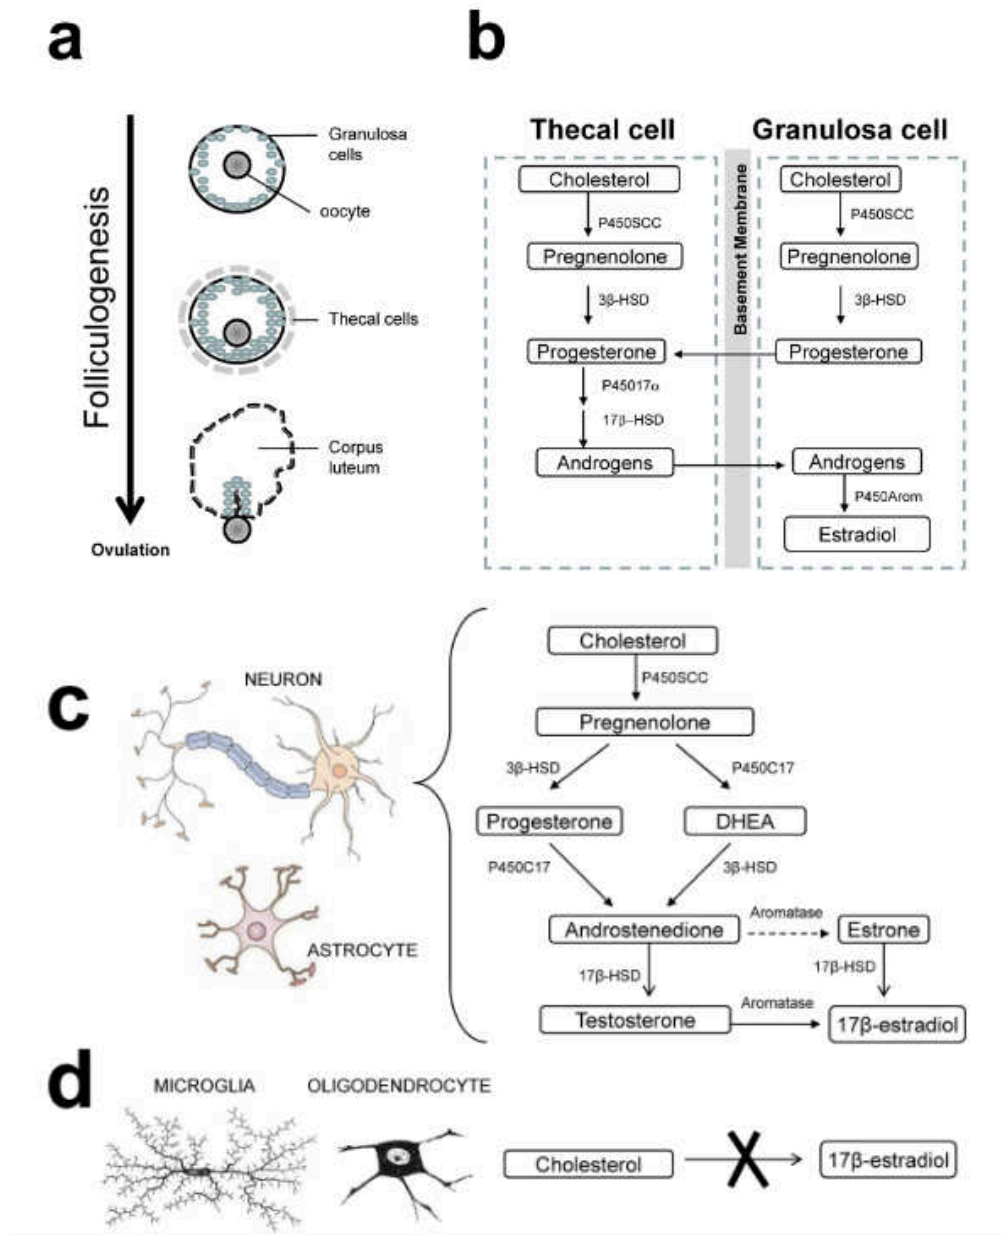 a
Granulosa
cells
oocyte
Folliculogenesis
Thecal cells
Corpus
luteum
Ovulation
b
Thecal cell
Granulosa cell
Basement Membrane
Cholesterol
Cholesterol
P450SCC
P450SCC
Pregnenolone
Pregnenolone
3β-HSD
3β-HSD
Progesterone
Progesterone
P45017α
17β-HSD
Androgens
Androgens
P450Arom
Estradiol
c
NEURON
ASTROCYTE
Cholesterol
P450SCC
Pregnenolone
3β-HSD
P450C17
Progesterone
DHEA
P450C17
3β-HSD
Androstenedione
Aromatase
Estrone
17β-HSD
17β-HSD
Testosterone
Aromatase
17β-estradiol
d
MICROGLIA
OLIGODENDROCYTE
Cholesterol
17β-estradiol